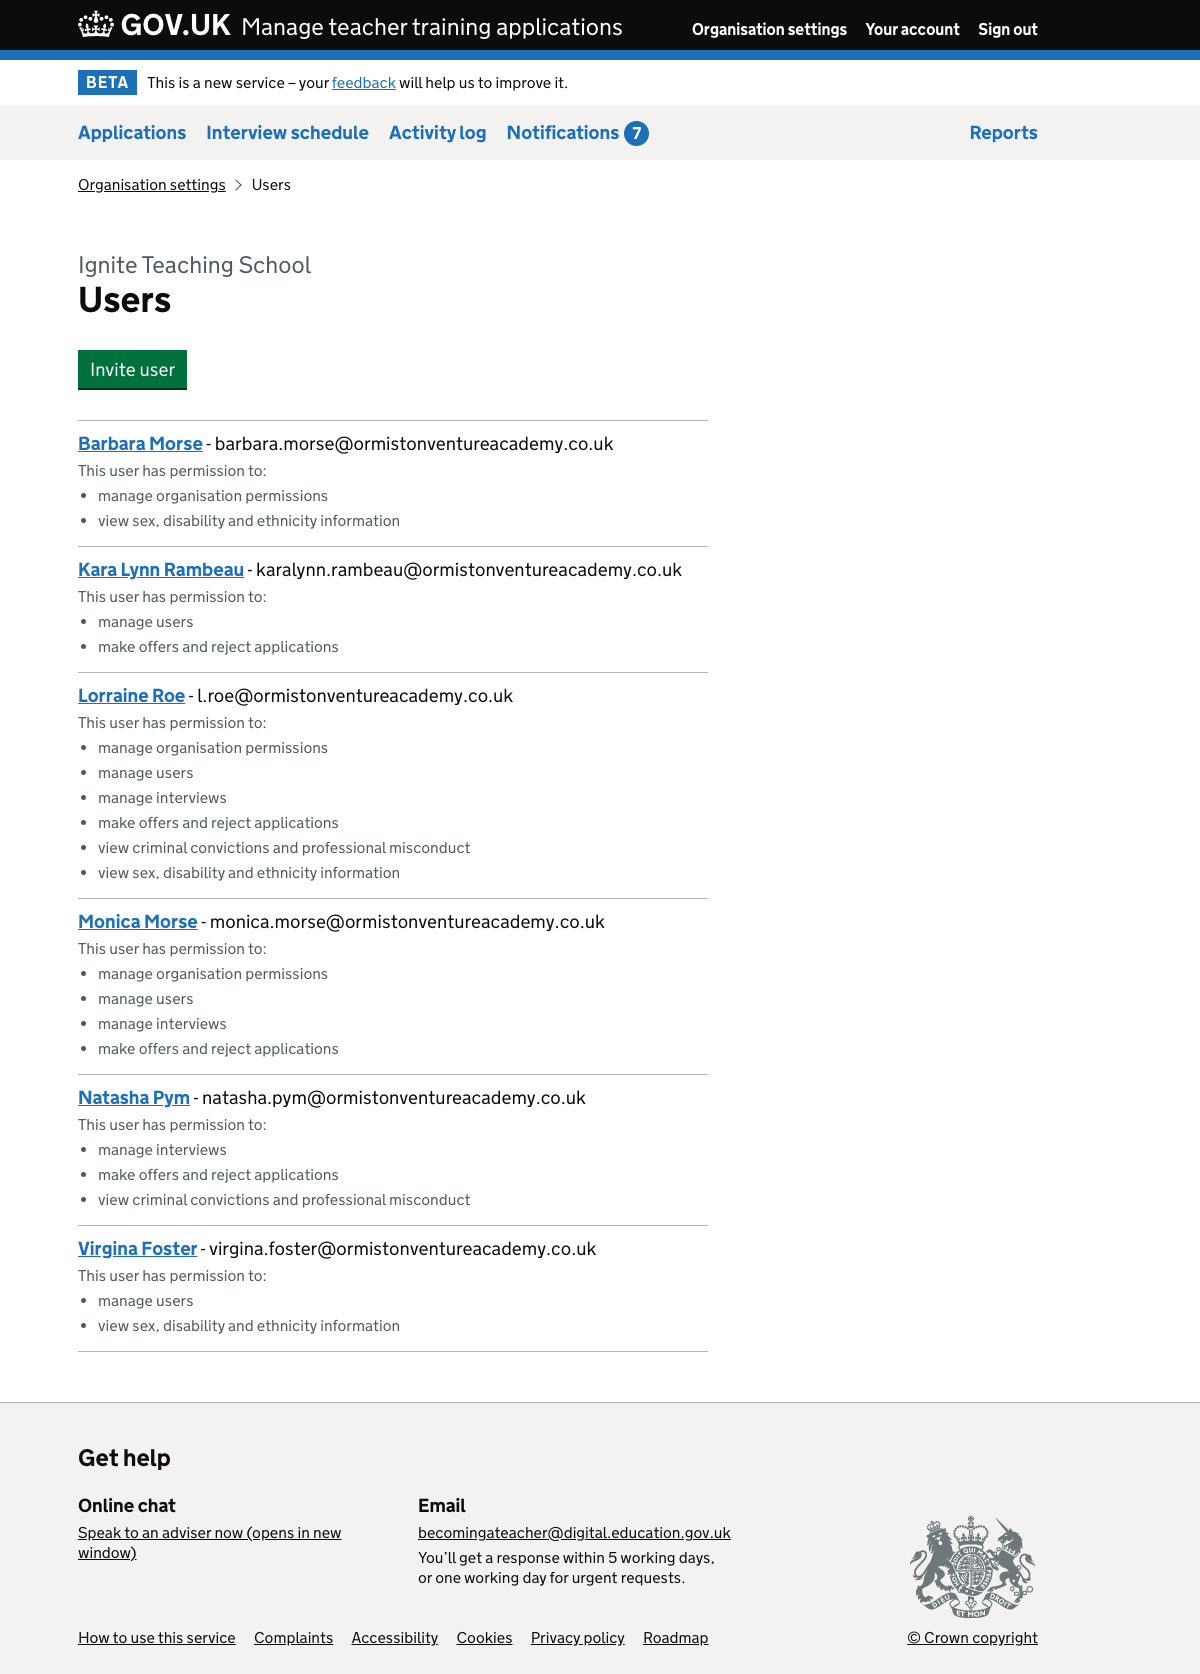 GOV.UK Manage teacher training applications Organisation settings Your account Sign out
BETA This is a new service – your feedback will help us to improve it.
Applications Interview schedule Activity log Notifications 7 Reports
Organisation settings Users
Ignite Teaching School
Users
Invite user
Barbara Morse - barbara.morse@ormistonventureacademy.co.uk
This user has permission to:
• manage organisation permissions
• view sex, disability and ethnicity information
Kara Lynn Rambeau - karalynn.rambeau@ormistonventureacademy.co.uk
This user has permission to:
• manage users
• make offers and reject applications
Lorraine Roe - l.roe@ormistonventureacademy.co.uk
This user has permission to:
• manage organisation permissions
• manage users
• manage interviews
• make offers and reject applications
• view criminal convictions and professional misconduct
• view sex, disability and ethnicity information
Monica Morse - monica.morse@ormistonventureacademy.co.uk
This user has permission to:
• manage organisation permissions
• manage users
• manage interviews
• make offers and reject applications
Natasha Pym - natasha.pym@ormistonventureacademy.co.uk
This user has permission to:
• manage interviews
• make offers and reject applications
• view criminal convictions and professional misconduct
Virgina Foster - virgina.foster@ormistonventureacademy.co.uk
This user has permission to:
• manage users
• view sex, disability and ethnicity information
Get help
Online chat
Speak to an adviser now (opens in new
window)
Email
becomingateacher@digital.education.gov.uk
You’ll get a response within 5 working days,
or one working day for urgent requests.
DIEU ET MON DROIT
How to use this service Complaints Accessibility Cookies Privacy policy Roadmap © Crown copyright